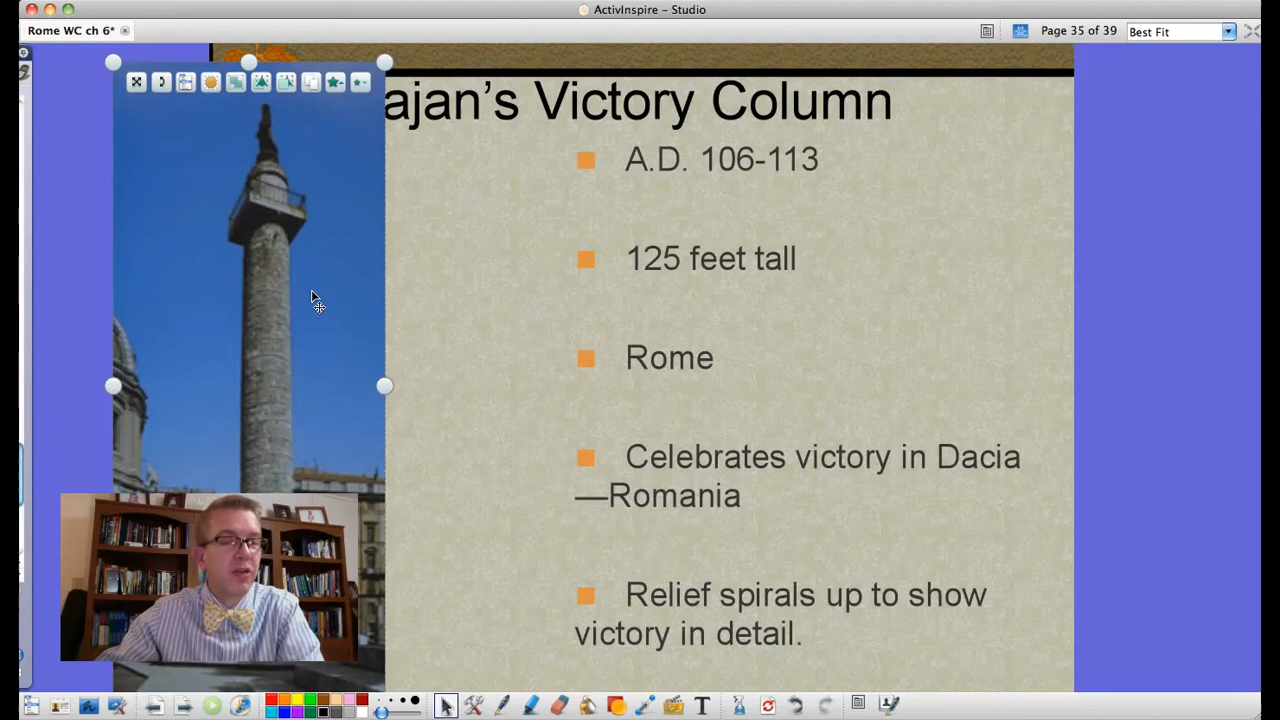 ActivInspire – Studio
Rome WC ch 6*
Page 35 of 39
Best Fit
ajan's Victory Column
A.D. 106-113
125 feet tall
Rome
Celebrates victory in Dacia
—Romania
Relief spirals up to show
victory in detail.
T